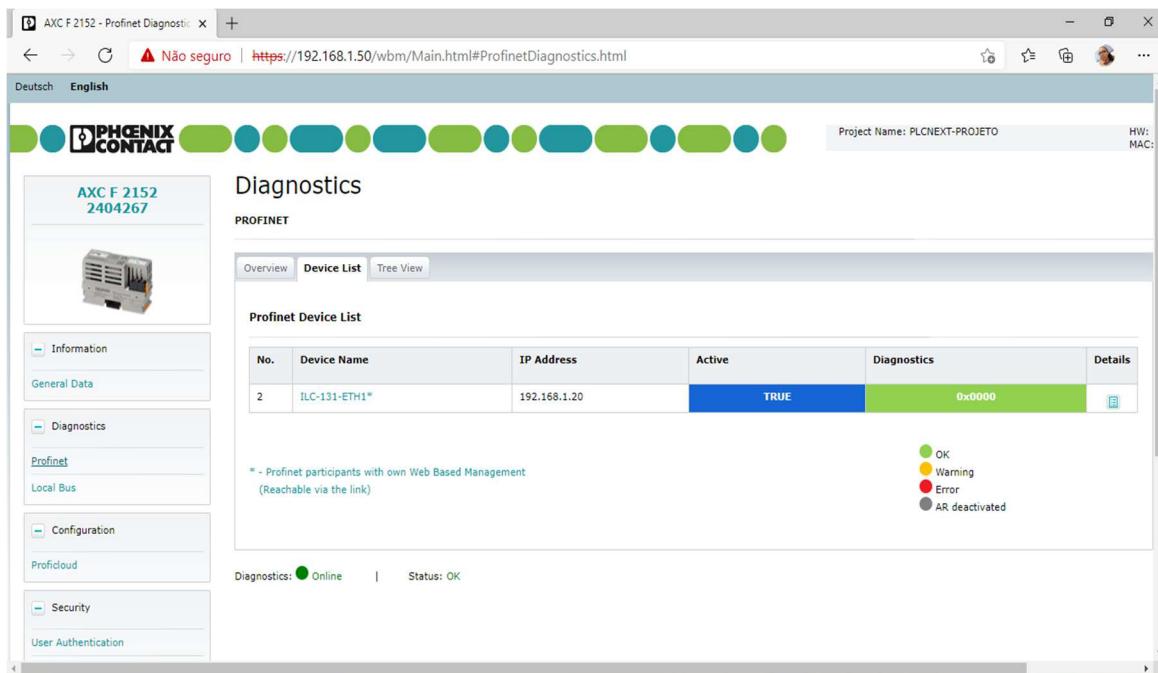 AXC F 2152 - Profinet Diagnostic
Não seguro | https://192.168.1.50/wbm/Main.html#ProfinetDiagnostics.html
Deutsch English
PHŒNIX
CONTACT
Project Name: PLCNEXT-PROJETO
HW:
MAC:
AXC F 2152
2404267
Information
General Data
Diagnostics
Profinet
Local Bus
Configuration
Proficloud
Security
User Authentication
Diagnostics
PROFINET
Overview Device List Tree View
Profinet Device List
No. Device Name IP Address Active Diagnostics Details
2 ILC-131-ETH1* 192.168.1.20 TRUE 0x0000
* - Profinet participants with own Web Based Management
(Reachable via the link)
OK
Warning
Error
AR deactivated
Diagnostics: Online | Status: OK